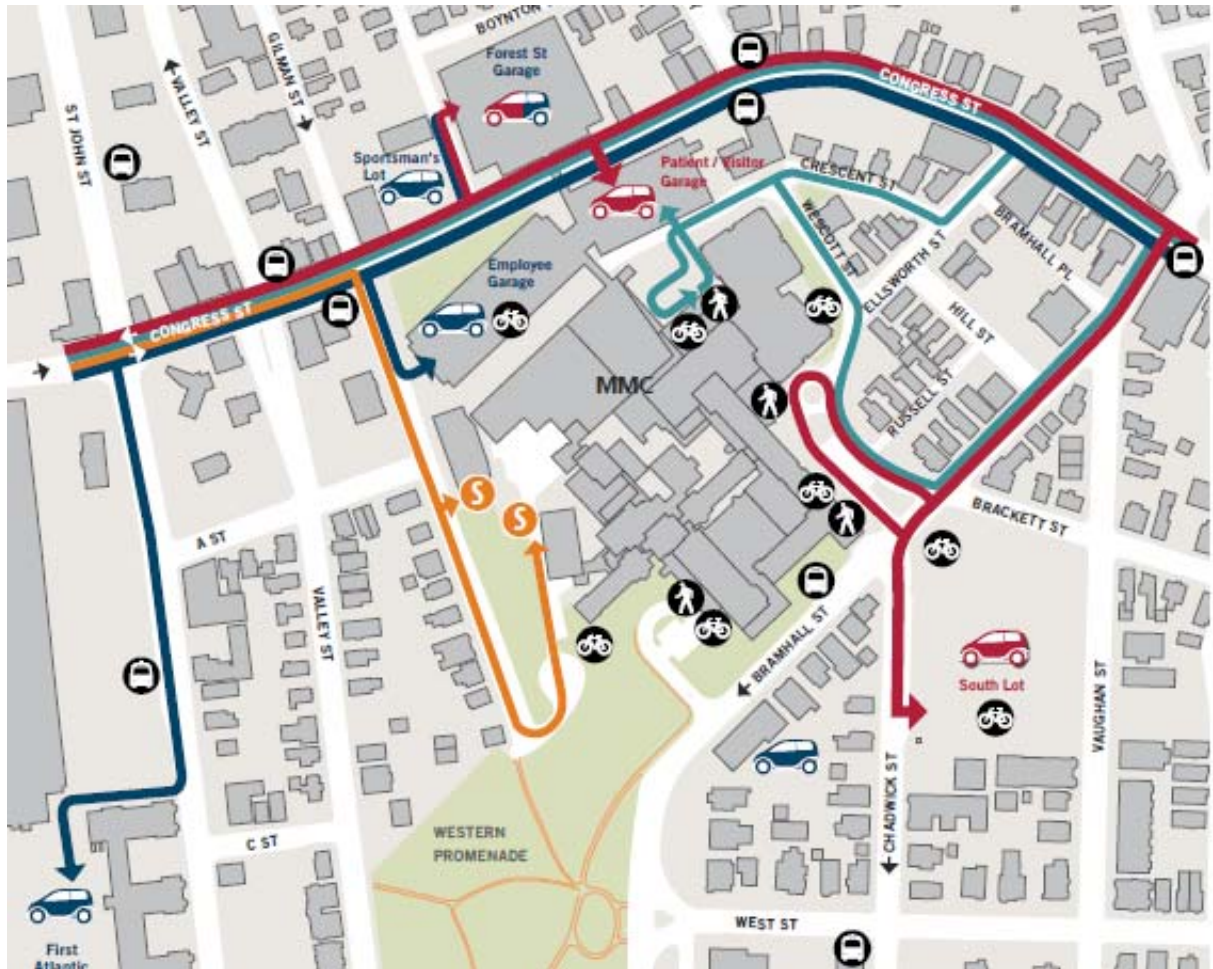 BOYNTON
GILMAN ST
VALLEY ST
ST JOHN ST
Forest St
Garage
CONGRESS ST
Sportsman's
Lot
Patient / Visitor
Garage
CRESCENT ST
WESCOTT ST
BRAMHALL PL
ELLSWORTH ST
HILL ST
Employee
Garage
CONGRESS ST
MMC
RUSSELL ST
S
S
BRACKETT ST
A ST
VALLEY ST
BRAMHALL ST
South Lot
VAUGHAN ST
CHADWICK ST
C ST
WESTERN
PROMENADE
WEST ST
First
Atlantic